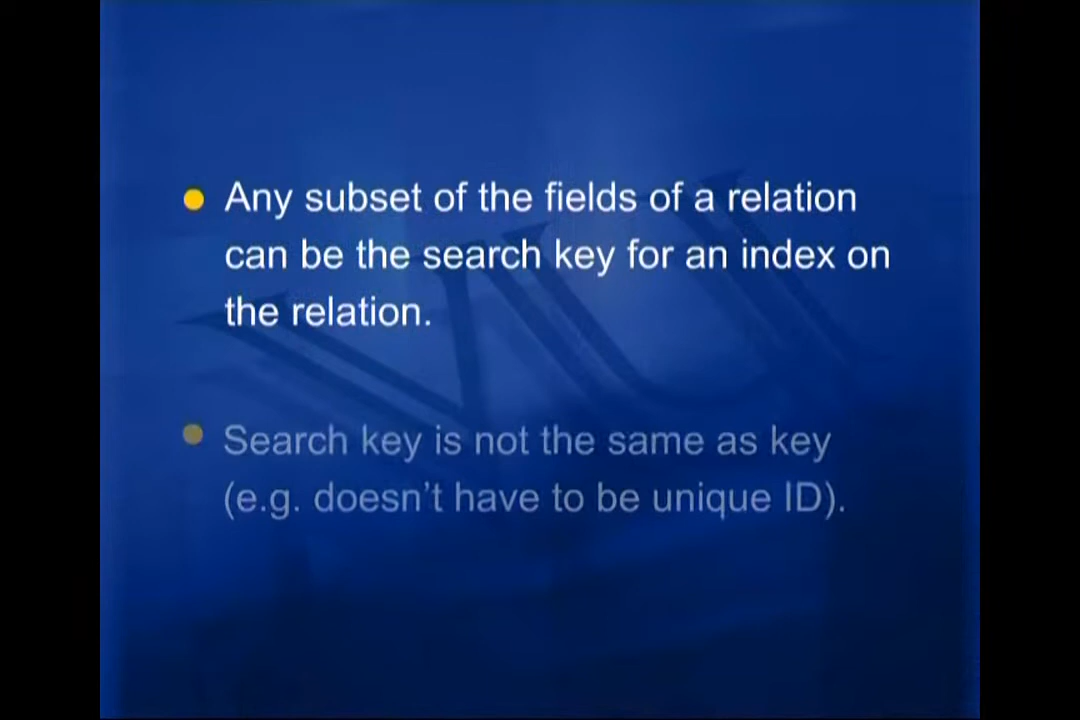 Any subset of the fields of a relation
can be the search key for an index on
the relation.
Search key is not the same as key
(e.g. doesn’t have to be unique ID).
VU